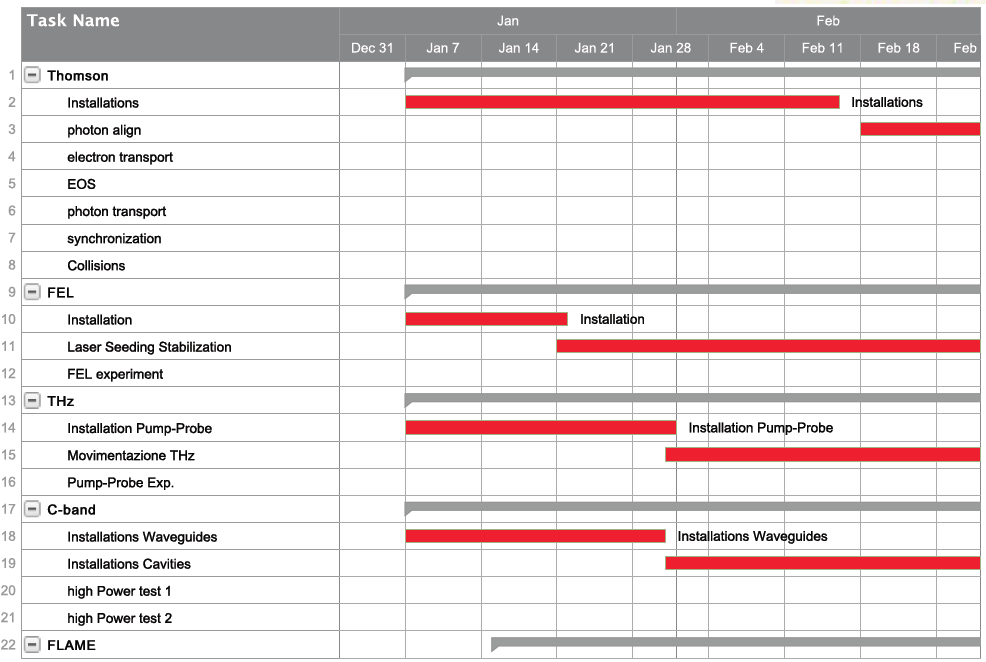 Task Name
Jan Feb
Dec 31 Jan 7 Jan 14 Jan 21 Jan 28 Feb 4 Feb 11 Feb 18 Feb
1 Thomson
2 Installations Installations
3 photon align
4 electron transport
5 EOS
6 photon transport
7 synchronization
8 Collisions
9 FEL
10 Installation Installation
11 Laser Seeding Stabilization
12 FEL experiment
13 THz
14 Installation Pump-Probe Installation Pump-Probe
15 Movimentazione THz
16 Pump-Probe Exp.
17 C-band
18 Installations Waveguides Installations Waveguides
19 Installations Cavities
20 high Power test 1
21 high Power test 2
22 FLAME